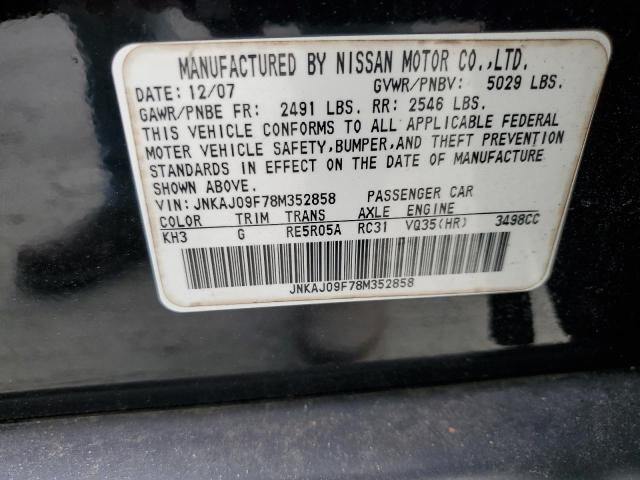 MANUFACTURED BY NISSAN MOTOR CO.,LTD.
DATE: 12/07 GVWR/PNBV: 5029 LBS.
GAWR/PNBE FR: 2491 LBS. RR: 2546 LBS.
THIS VEHICLE CONFORMS TO ALL APPLICABLE FEDERAL
MOTOR VEHICLE SAFETY,BUMPER,AND THEFT PREVENTION
STANDARDS IN EFFECT ON THE DATE OF MANUFACTURE
SHOWN ABOVE.
VIN: JNKAJ09F78M352858 PASSENGER CAR
COLOR TRIM TRANS AXLE ENGINE
KH3 G RE5R05A RC31 VQ35(HR) 3498CC
JNKAJ09F78M352858